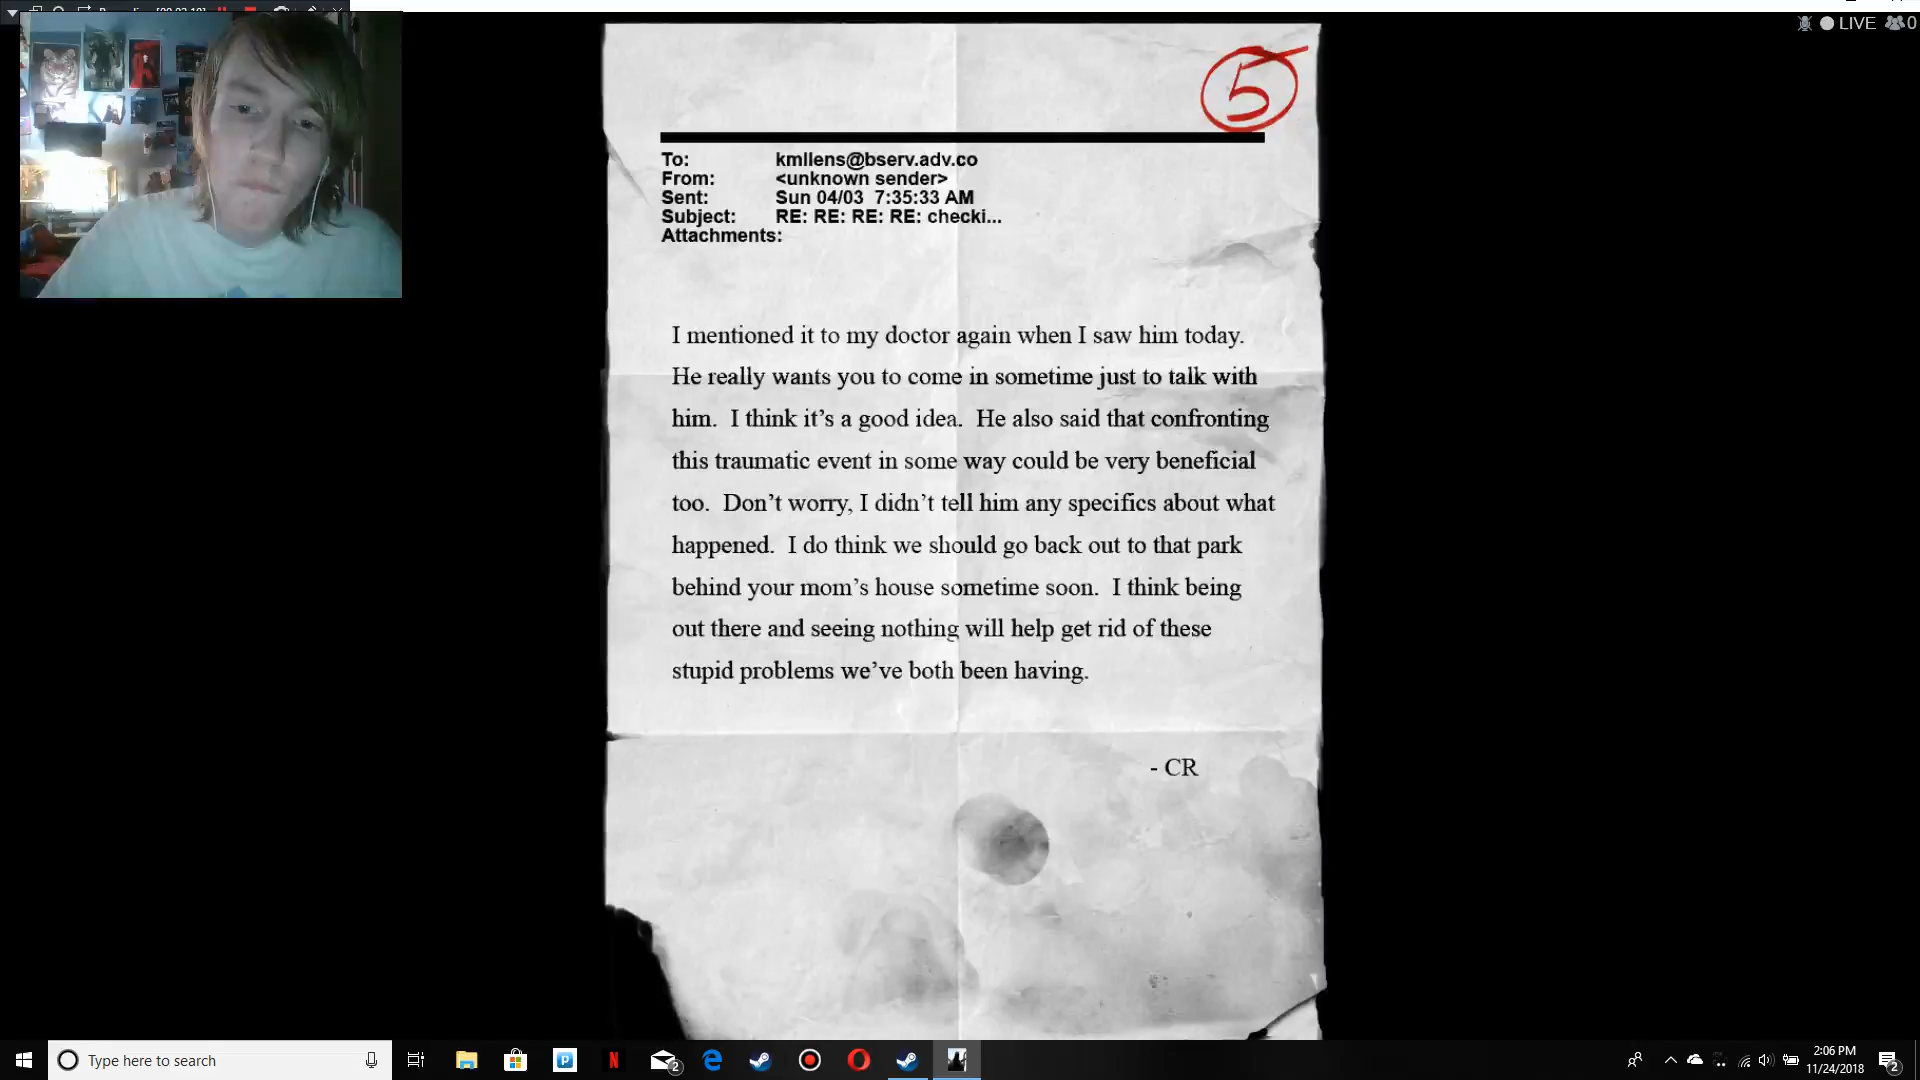 LIVE 0
5
To: kmllens@bserv.adv.co
From: <unknown sender>
Sent: Sun 04/03 7:35:33 AM
Subject: RE: RE: RE: RE: checki...
Attachments:
I mentioned it to my doctor again when I saw him today.
He really wants you to come in sometime just to talk with
him. I think it's a good idea. He also said that confronting
this traumatic event in some way could be very beneficial
too. Don't worry, I didn't tell him any specifics about what
happened. I do think we should go back out to that park
behind your mom's house sometime soon. I think being
out there and seeing nothing will help get rid of these
stupid problems we've both been having.
- CR
Type here to search
2
2:06 PM
11/24/2018
2